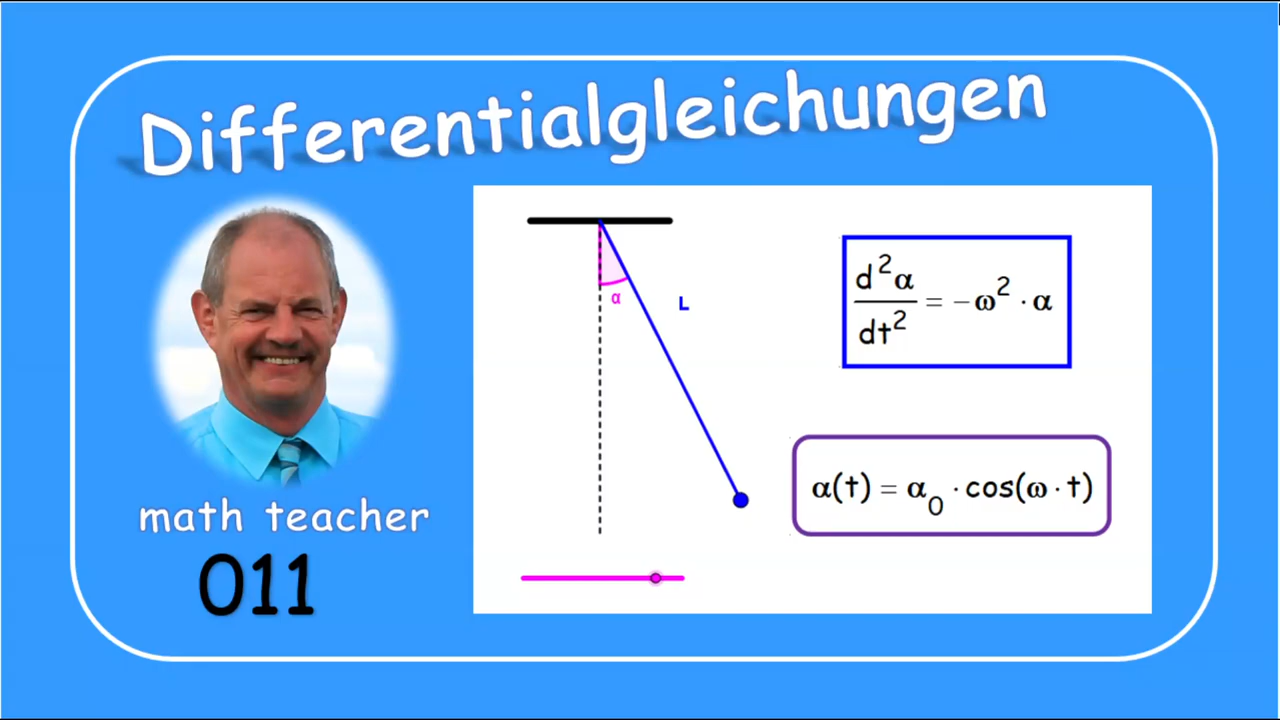 Differentialgleichungen
math teacher
011
α
L
d²α
dt²
= -ω² · α
α(t) = α₀ · cos(ω · t)